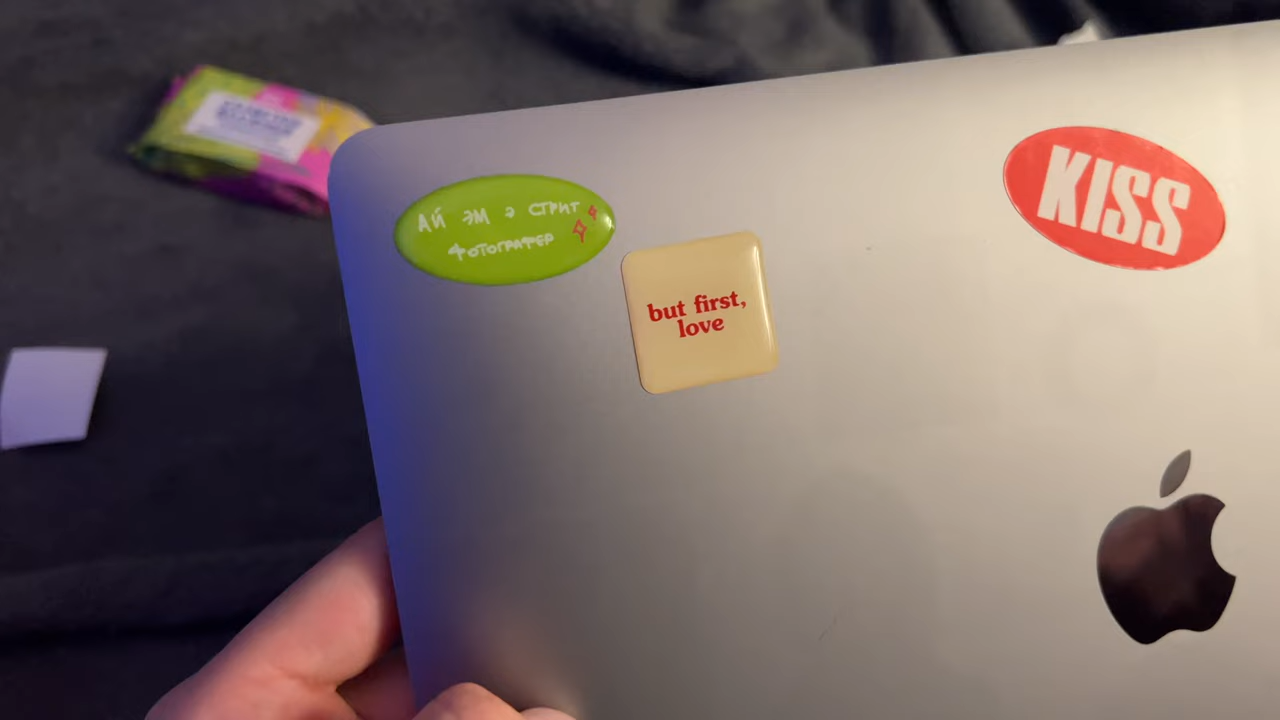 АЙ ЭМ Э СТРИТ
ФОТОГРАФЕР
but first,
love
KISS